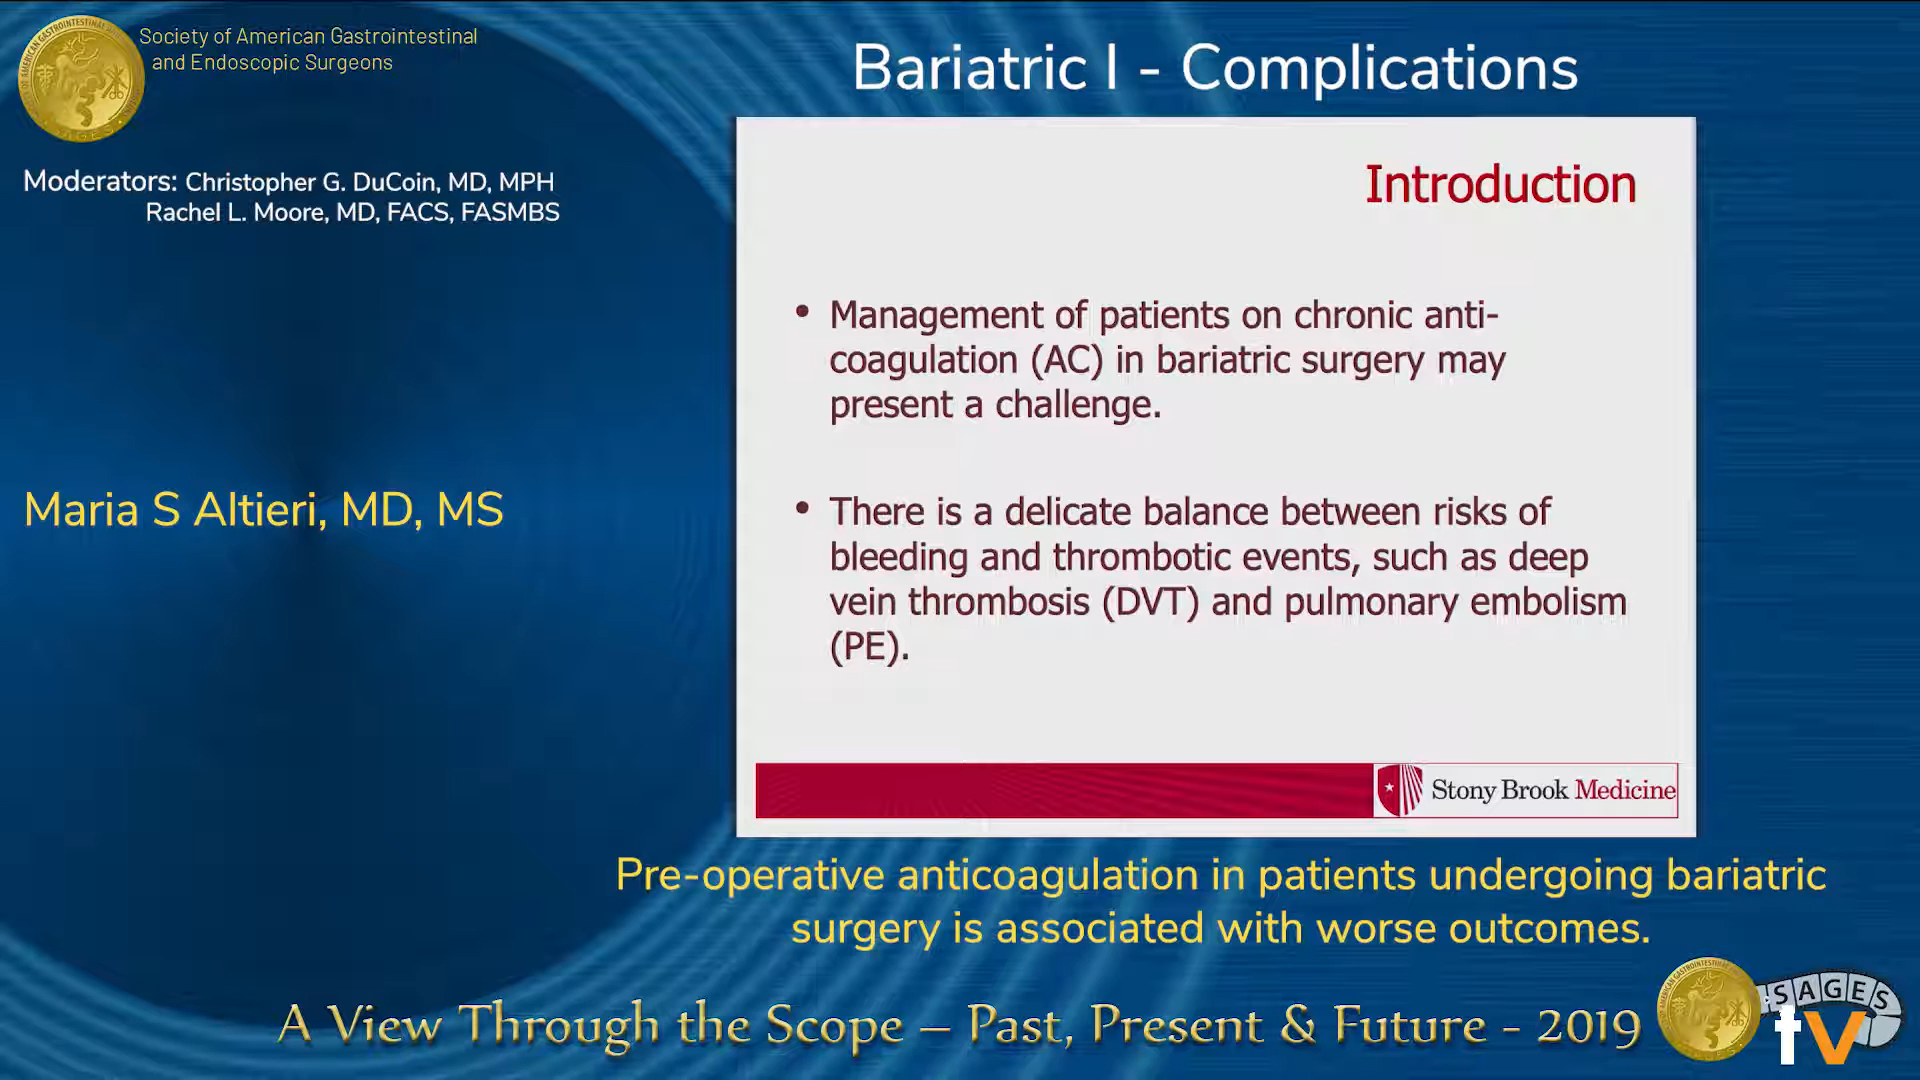 Society of American Gastrointestinal
and Endoscopic Surgeons
Bariatric I - Complications
Moderators: Christopher G. DuCoin, MD, MPH
Rachel L. Moore, MD, FACS, FASMBS
Maria S Altieri, MD, MS
Introduction
• Management of patients on chronic anti-
coagulation (AC) in bariatric surgery may
present a challenge.
• There is a delicate balance between risks of
bleeding and thrombotic events, such as deep
vein thrombosis (DVT) and pulmonary embolism
(PE).
Stony Brook Medicine
Pre-operative anticoagulation in patients undergoing bariatric
surgery is associated with worse outcomes.
A View Through the Scope – Past, Present & Future - 2019
SAGES
tv